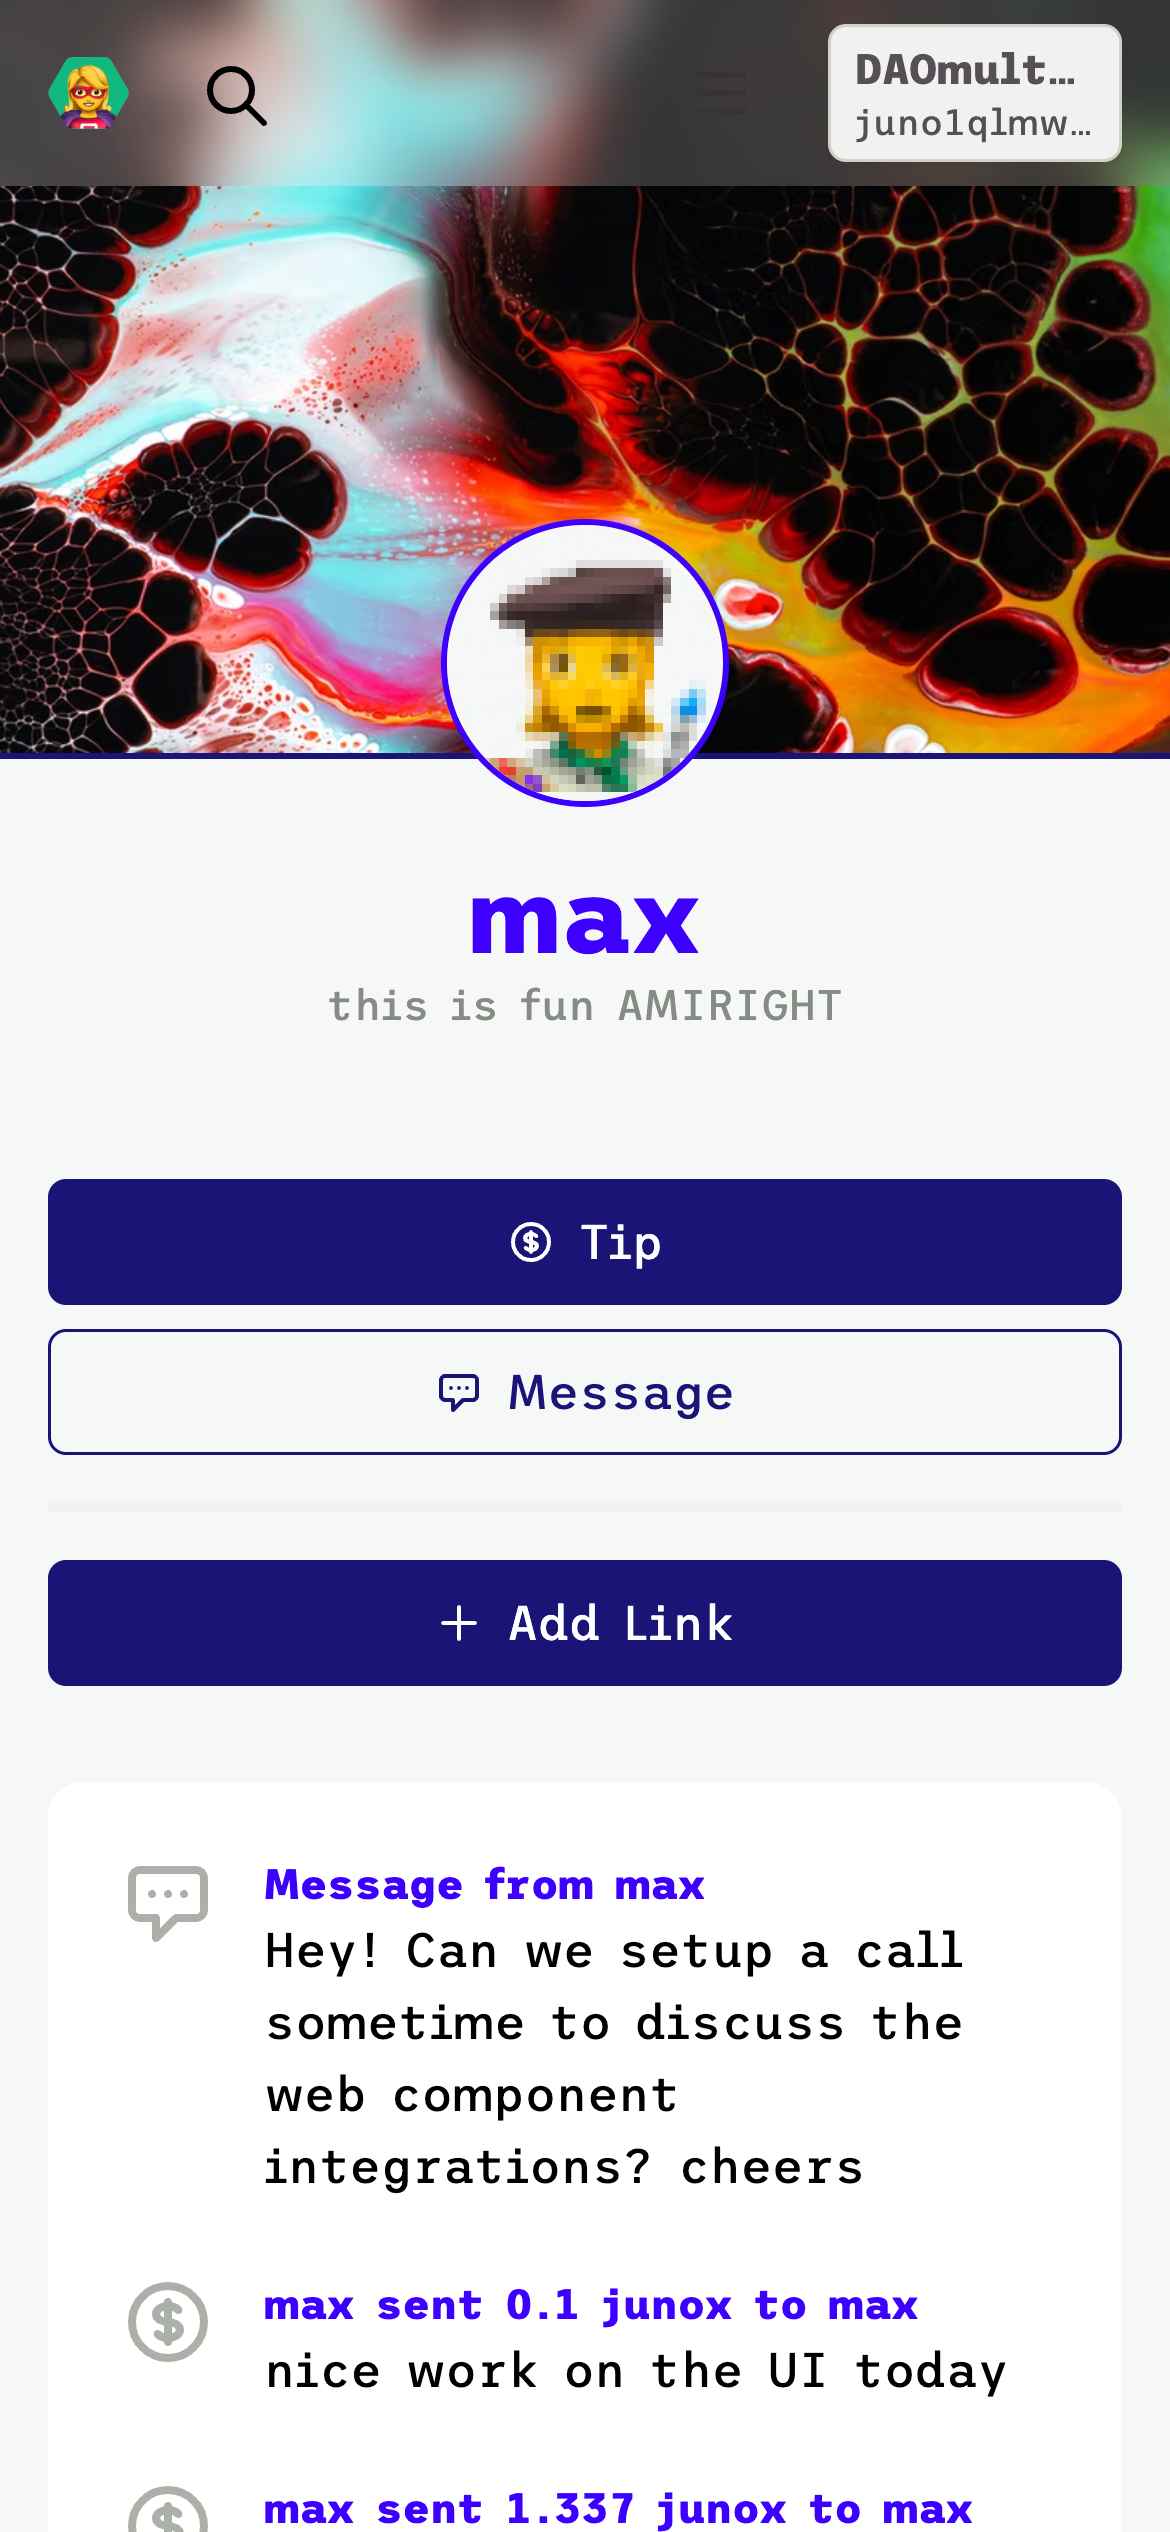 DAOmult…
juno1qlmw…
max
this is fun AMIRIGHT
Tip
Message
Add Link
Message from max
Hey! Can we setup a call
sometime to discuss the
web component
integrations? cheers
max sent 0.1 junox to max
nice work on the UI today
max sent 1.337 junox to max